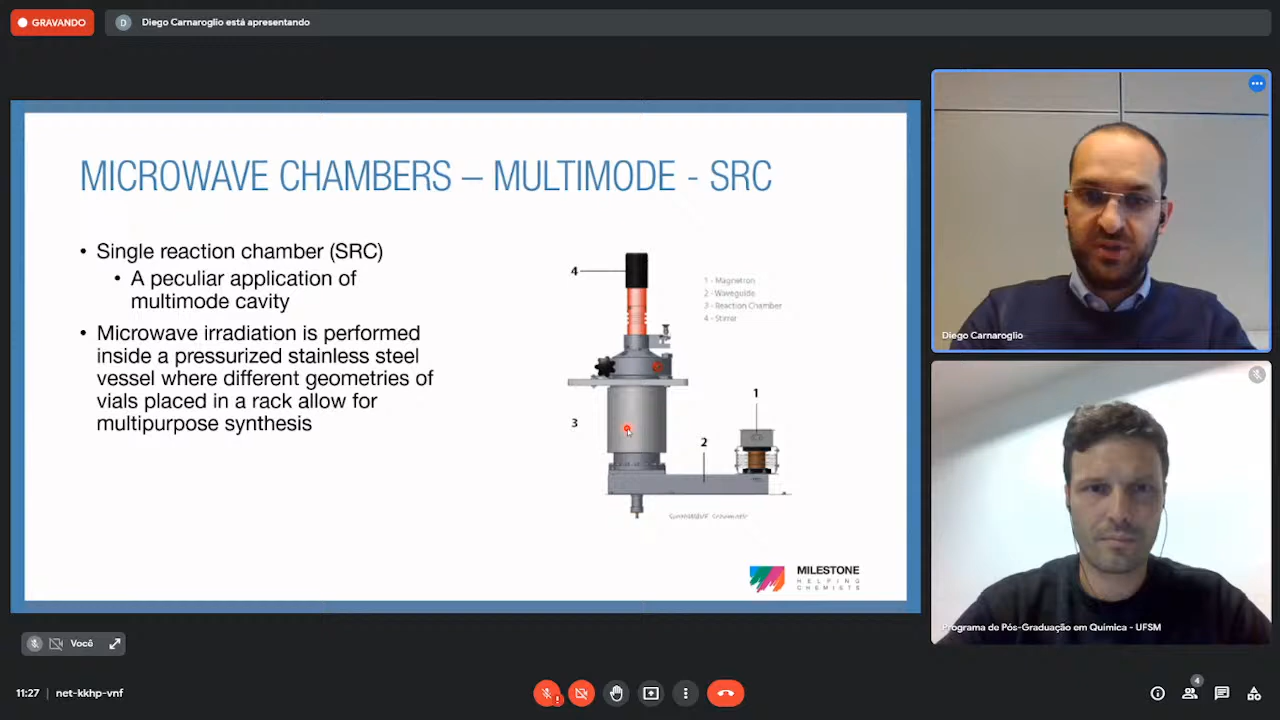 GRAVANDO
D
Diego Carnaroglio está apresentando
MICROWAVE CHAMBERS – MULTIMODE - SRC
• Single reaction chamber (SRC)
• A peculiar application of
multimode cavity
• Microwave irradiation is performed
inside a pressurized stainless steel
vessel where different geometries of
vials placed in a rack allow for
multipurpose synthesis
4
1 - Magnetron
2 - Waveguide
3 - Reaction Chamber
4 - Stirrer
1
3
2
MILESTONE
HELPING
CHEMISTS
Diego Carnaroglio
Programa de Pós-Graduação em Química - UFSM
Você
11:27 | net-kkhp-vnf
4